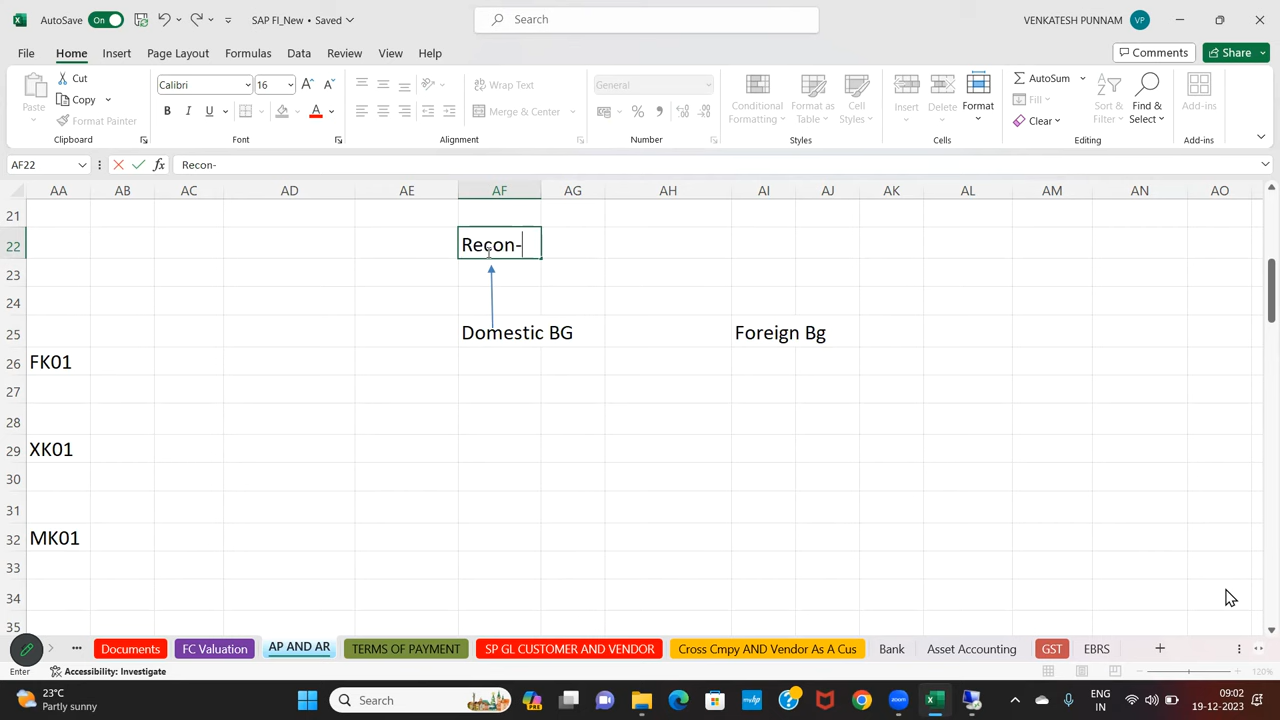 AutoSave On SAP FI_New • Saved Search VENKATESH PUNNAM VP
File Home Insert Page Layout Formulas Data Review View Help Comments Share
Paste Cut Copy Format Painter Clipboard
Calibri 16 B I U A Font
Wrap Text Merge & Center Alignment
General % Number
Conditional Formatting Format as Table Cell Styles Styles
Insert Delete Format Cells
AutoSum Fill Clear Sort & Filter Find & Select Editing
Add-ins Add-ins
AF22 fx Recon-
AA AB AC AD AE AF AG AH AI AJ AK AL AM AN AO
21
22 Recon-
23
24
25 Domestic BG Foreign Bg
26 FK01
27
28
29 XK01
30
31
32 MK01
33
34
35
Documents FC Valuation AP AND AR TERMS OF PAYMENT SP GL CUSTOMER AND VENDOR Cross Cmpy AND Vendor As A Cus Bank Asset Accounting GST EBRS
Enter Accessibility: Investigate 120%
23°C Partly sunny Search PRE ENG IN 09:02 19-12-2023